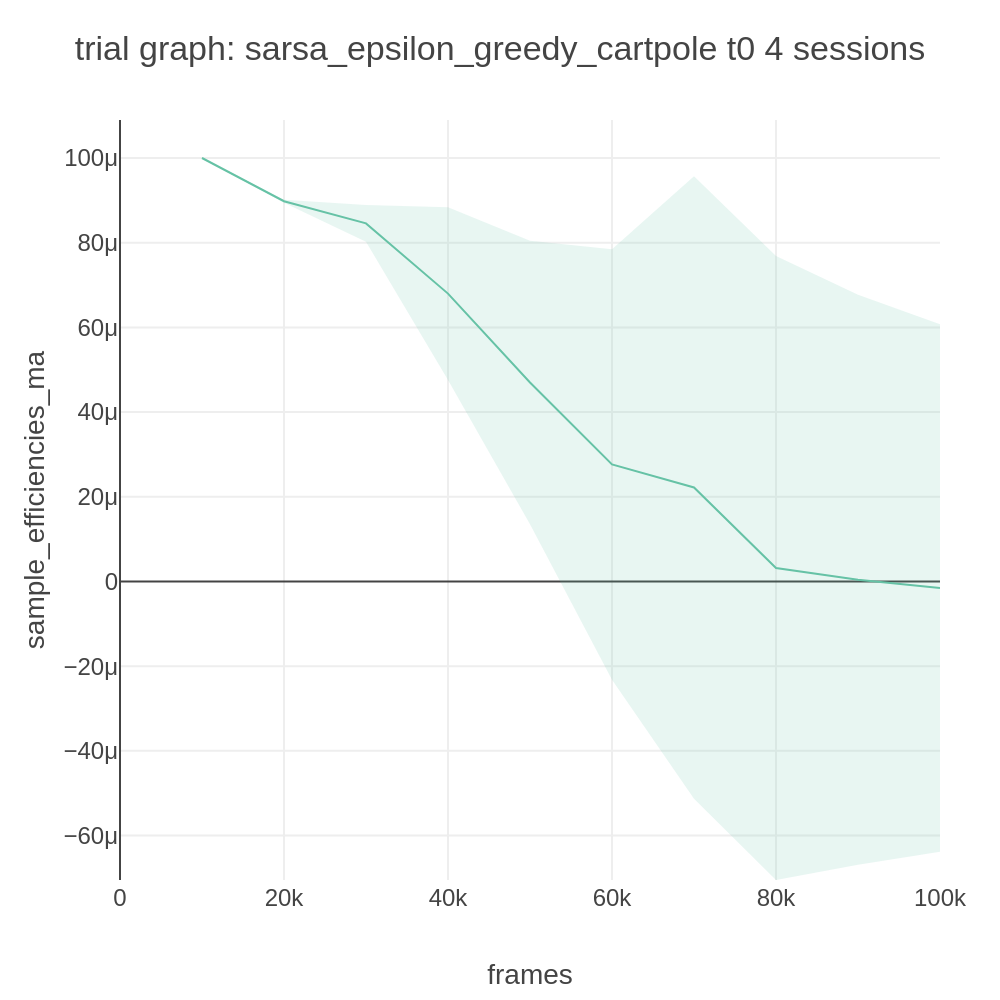 trial graph: sarsa_epsilon_greedy_cartpole t0 4 sessions
sample_efficiencies_ma
100μ
80μ
60μ
40μ
20μ
0
−20μ
−40μ
−60μ
0
20k
40k
60k
80k
100k
frames